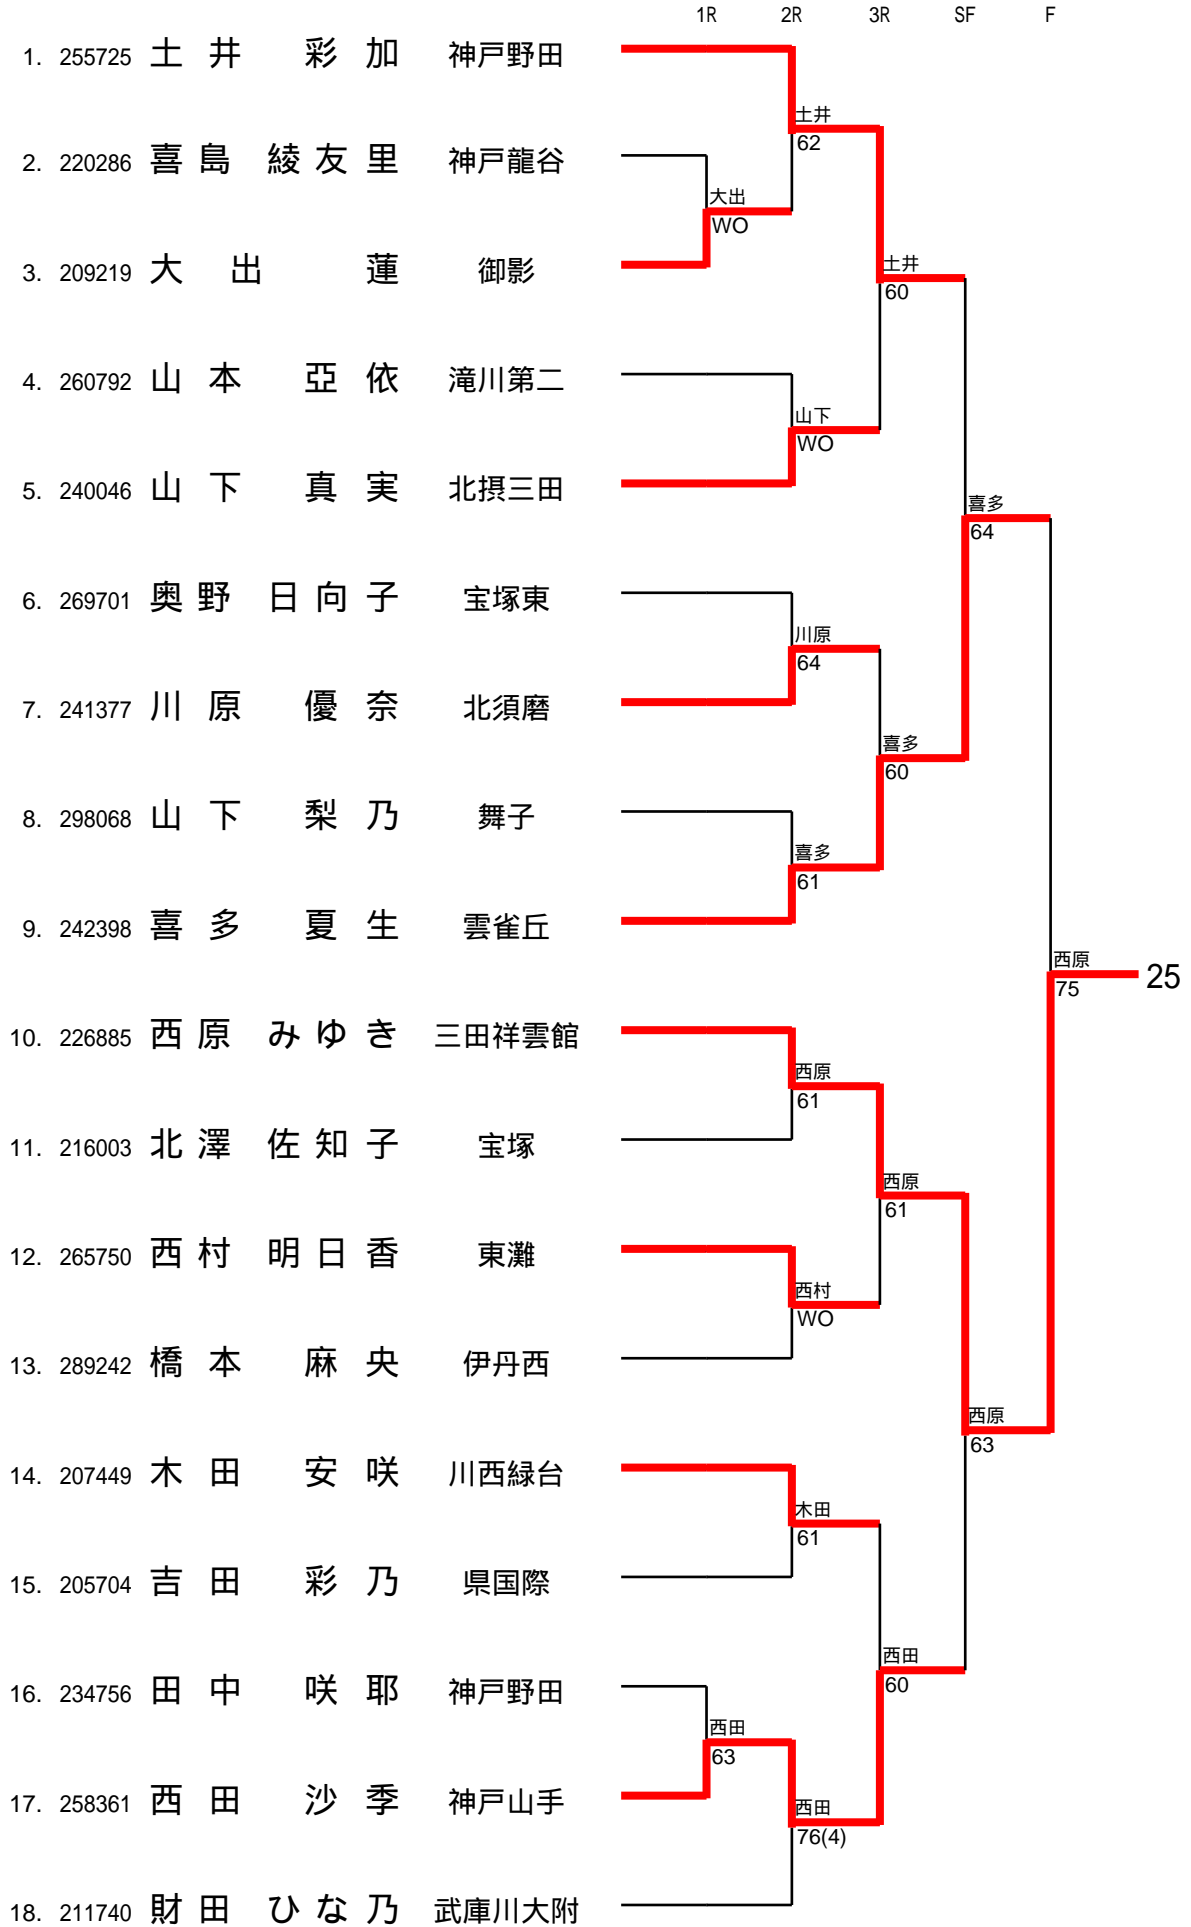 1R 2R 3R SF F
1. 255725 土井 彩加 神戸野田
土井
62
2. 220286 喜島 綾友里 神戸龍谷
大出
WO
3. 209219 大出 蓮 御影
土井
60
4. 260792 山本 亞依 滝川第二
山下
WO
5. 240046 山下 真実 北摂三田
喜多
64
6. 269701 奥野 日向子 宝塚東
川原
64
7. 241377 川原 優奈 北須磨
喜多
60
8. 298068 山下 梨乃 舞子
喜多
61
9. 242398 喜多 夏生 雲雀丘
西原
75
25
10. 226885 西原 みゆき 三田祥雲館
西原
61
11. 216003 北澤 佐知子 宝塚
西原
61
12. 265750 西村 明日香 東灘
西村
WO
13. 289242 橋本 麻央 伊丹西
西原
63
14. 207449 木田 安咲 川西緑台
木田
61
15. 205704 吉田 彩乃 県国際
西田
60
16. 234756 田中 咲耶 神戸野田
西田
63
17. 258361 西田 沙季 神戸山手
西田
76(4)
18. 211740 財田 ひな乃 武庫川大附